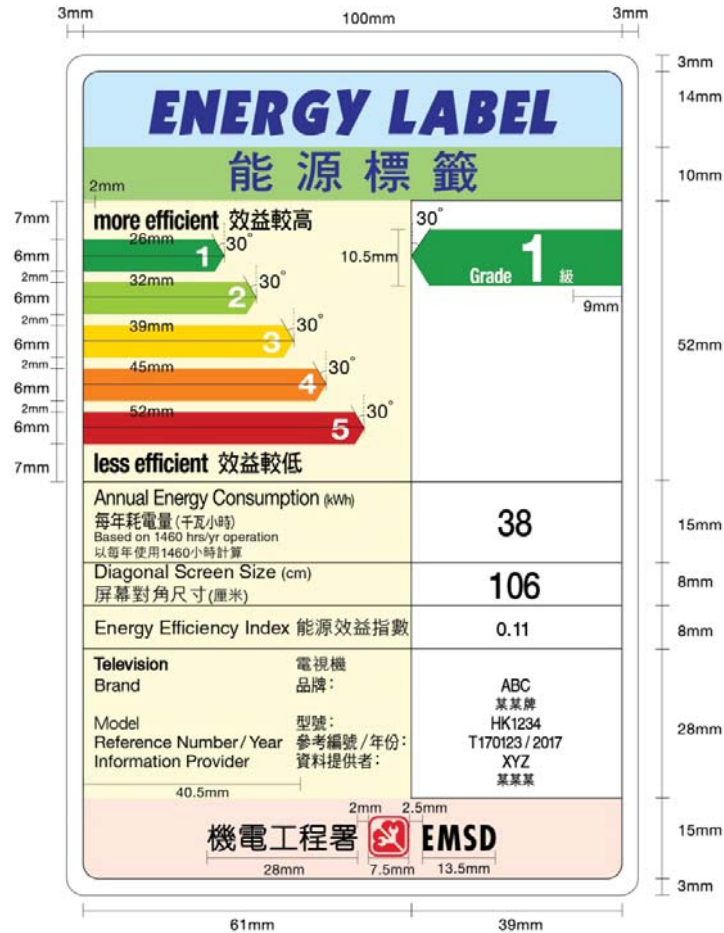 3mm 100mm 3mm
3mm
ENERGY LABEL
14mm
能源標籤
10mm
2mm
7mm more efficient 效益較高 30°
26mm 30°
6mm 1 10.5mm Grade 1 級
2mm 32mm 30° 9mm
6mm 2
2mm 39mm 30°
6mm 3 52mm
2mm 45mm 30°
6mm 4
2mm 52mm 30°
6mm 5
7mm less efficient 效益較低
Annual Energy Consumption (kWh)
每年耗電量(千瓦小時) 38 15mm
Based on 1460 hrs/yr operation
以每年使用1460小時計算
Diagonal Screen Size (cm) 106 8mm
屏幕對角尺寸(厘米)
Energy Efficiency Index 能源效益指數 0.11 8mm
Television 電視機
Brand 品牌： ABC
某某牌
Model 型號： HK1234 28mm
Reference Number / Year 參考編號/年份： T170123 / 2017
Information Provider 資料提供者： XYZ
某某某
40.5mm
2mm 2.5mm
機電工程署 EMSD 15mm
28mm 7.5mm 13.5mm
3mm
61mm 39mm